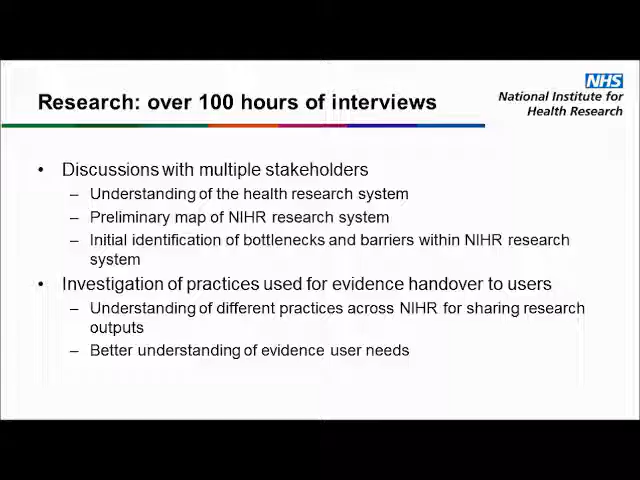 NHS
National Institute for
Health Research
Research: over 100 hours of interviews
• Discussions with multiple stakeholders
– Understanding of the health research system
– Preliminary map of NIHR research system
– Initial identification of bottlenecks and barriers within NIHR research
system
• Investigation of practices used for evidence handover to users
– Understanding of different practices across NIHR for sharing research
outputs
– Better understanding of evidence user needs